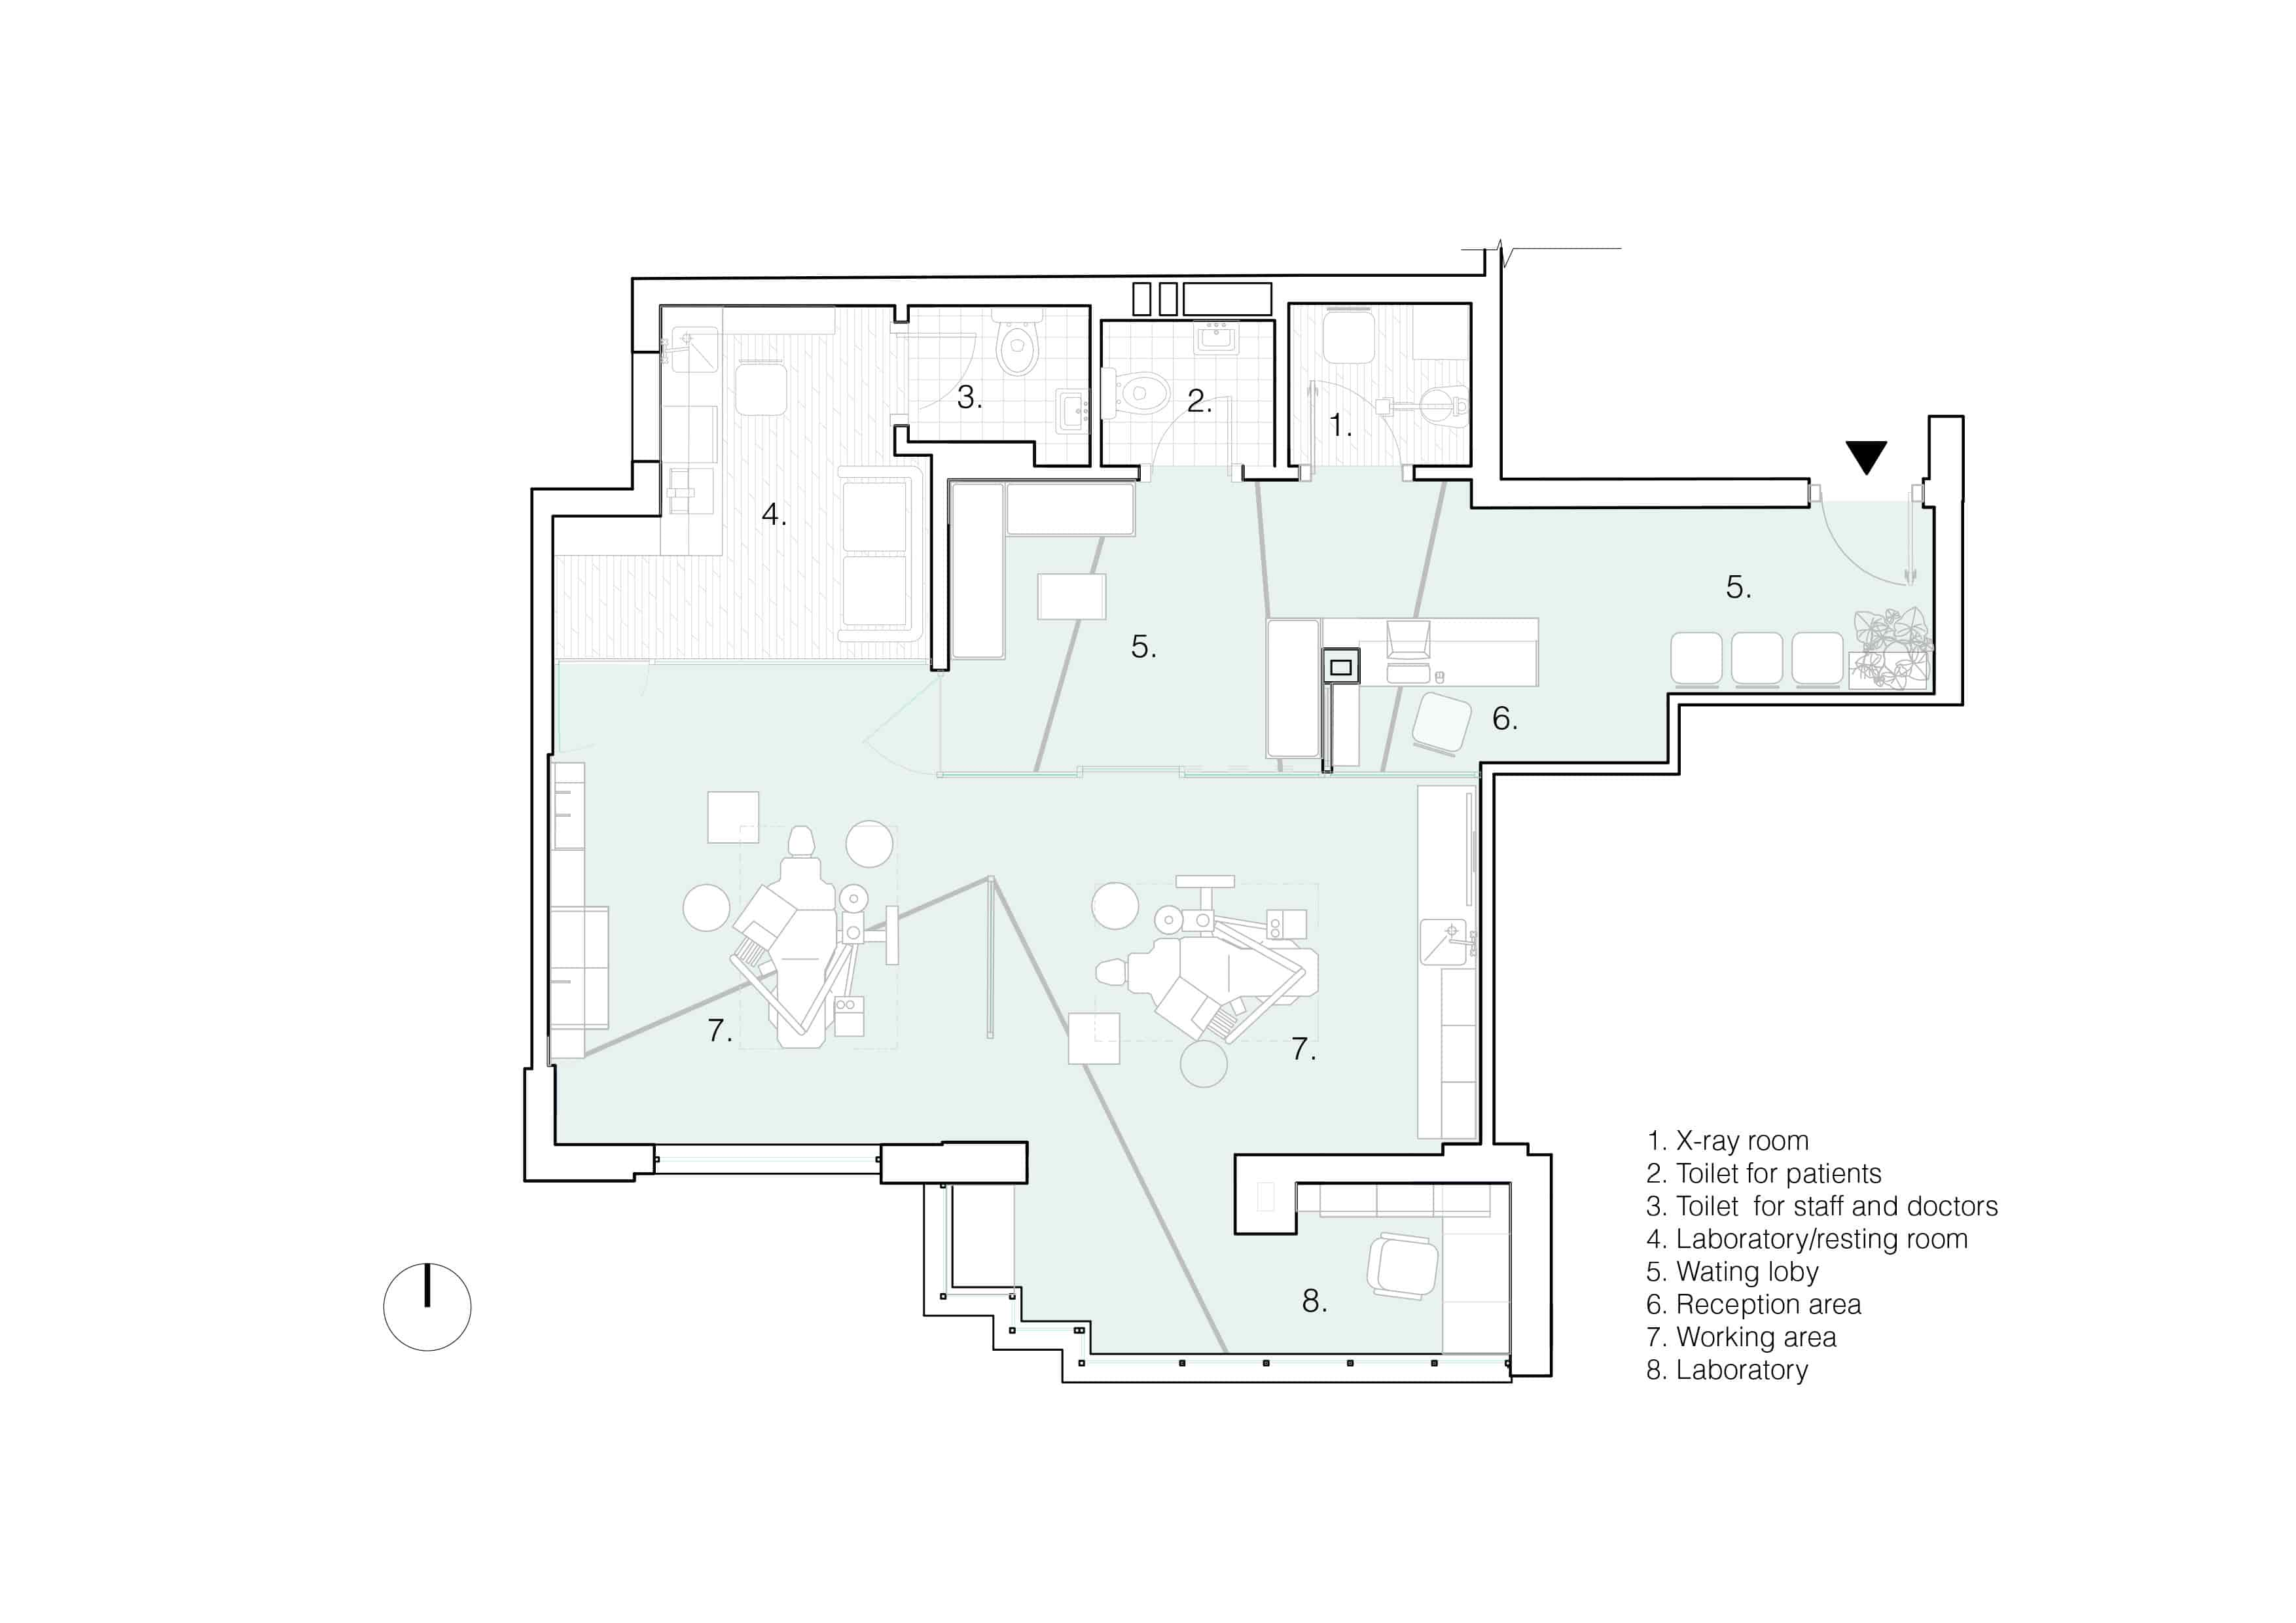 3.
2.
1.
4.
5.
5.
6.
7.
7.
8.
1. X-ray room
2. Toilet for patients
3. Toilet  for staff and doctors
4. Laboratory/resting room
5. Wating loby
6. Reception area
7. Working area
8. Laboratory